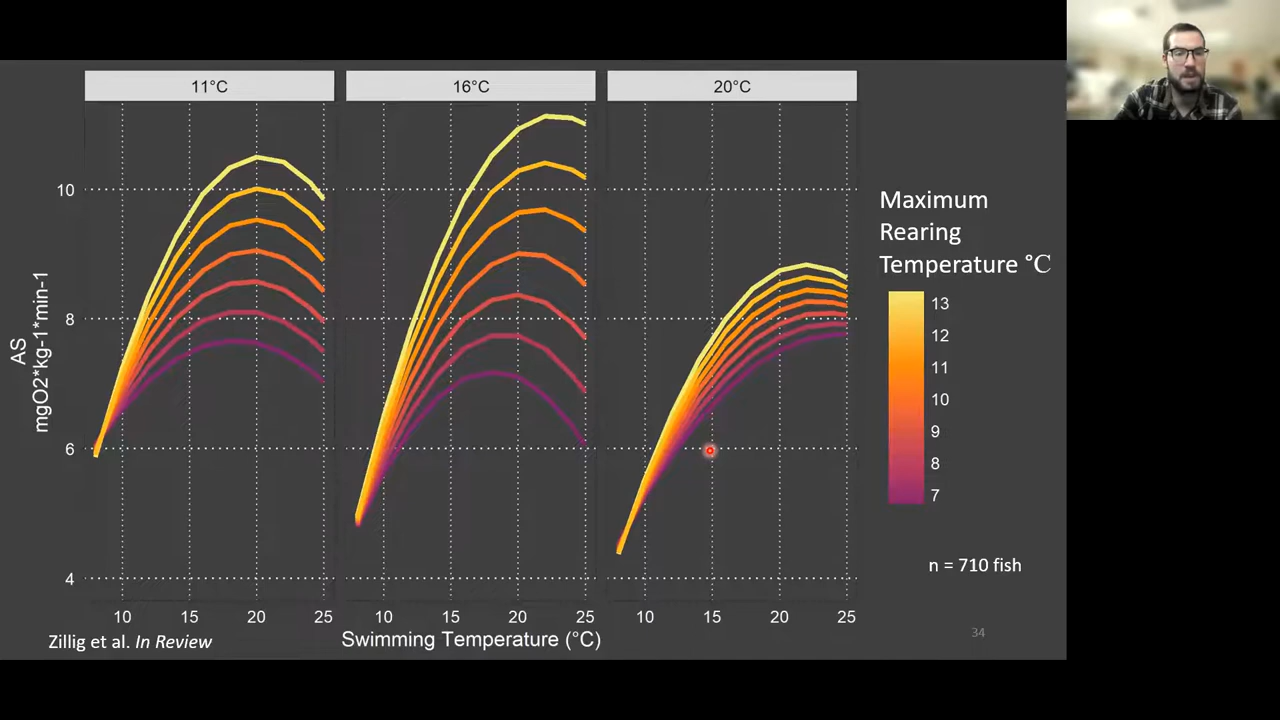 11°C 16°C 20°C
AS
mgO2*kg-1*min-1
10
8
6
4
10 15 20 25 10 15 20 25 10 15 20 25
Swimming Temperature (°C)
Maximum
Rearing
Temperature °C
13
12
11
10
9
8
7
n = 710 fish
Zillig et al. In Review
34